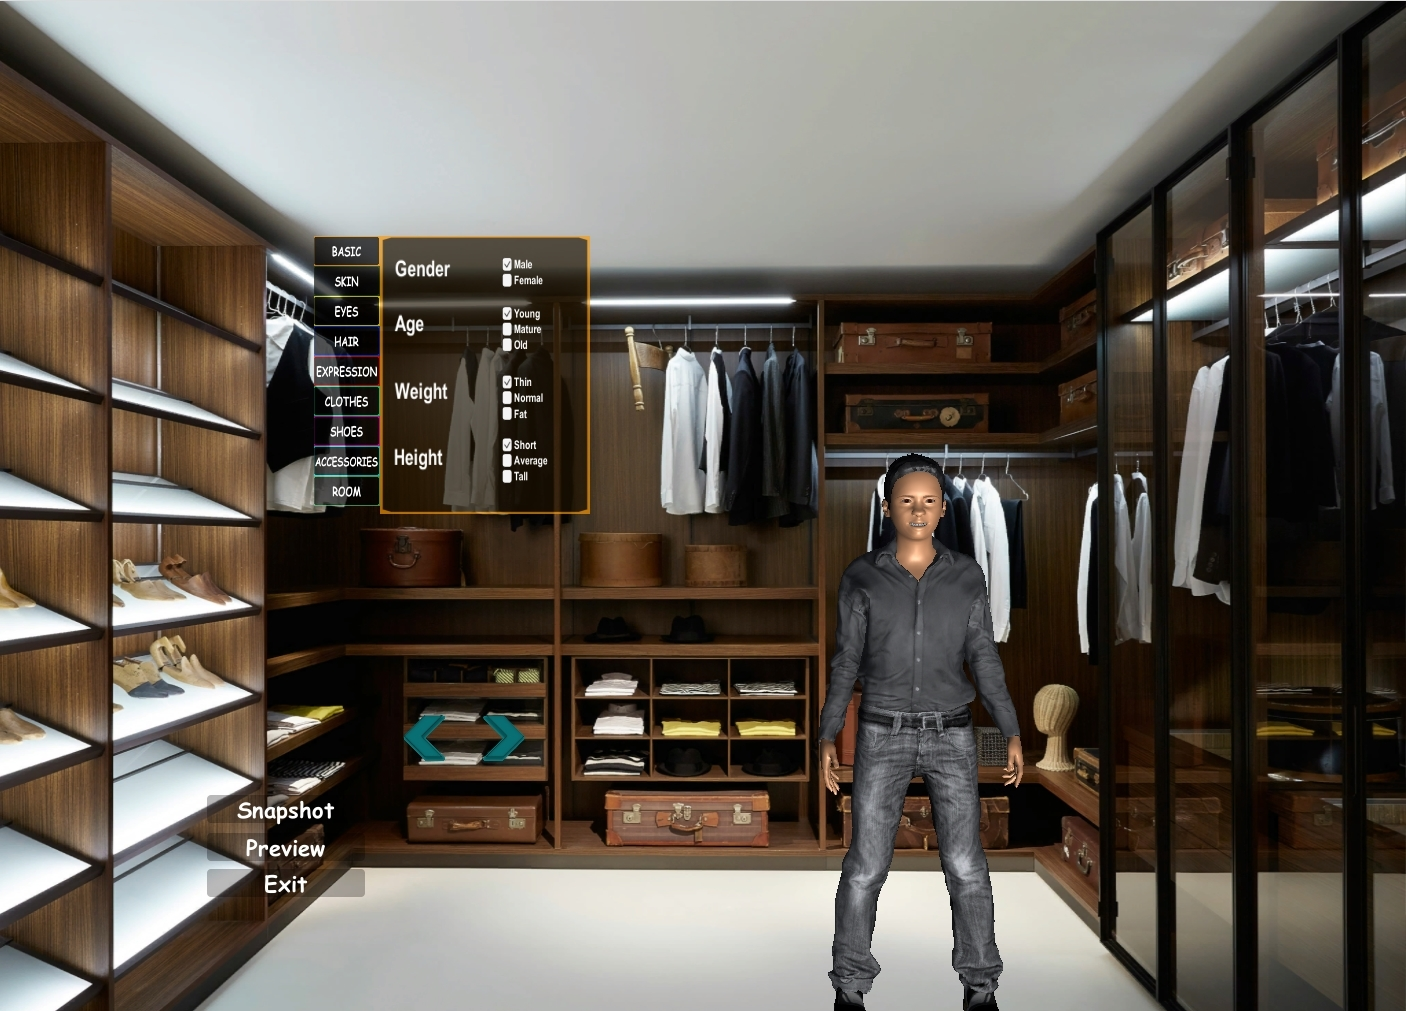 BASIC
SKIN
EYES
HAIR
EXPRESSION
CLOTHES
SHOES
ACCESSORIES
ROOM
Gender
Male
Female
Age
Young
Mature
Old
Weight
Thin
Normal
Fat
Height
Short
Average
Tall
Snapshot
Preview
Exit